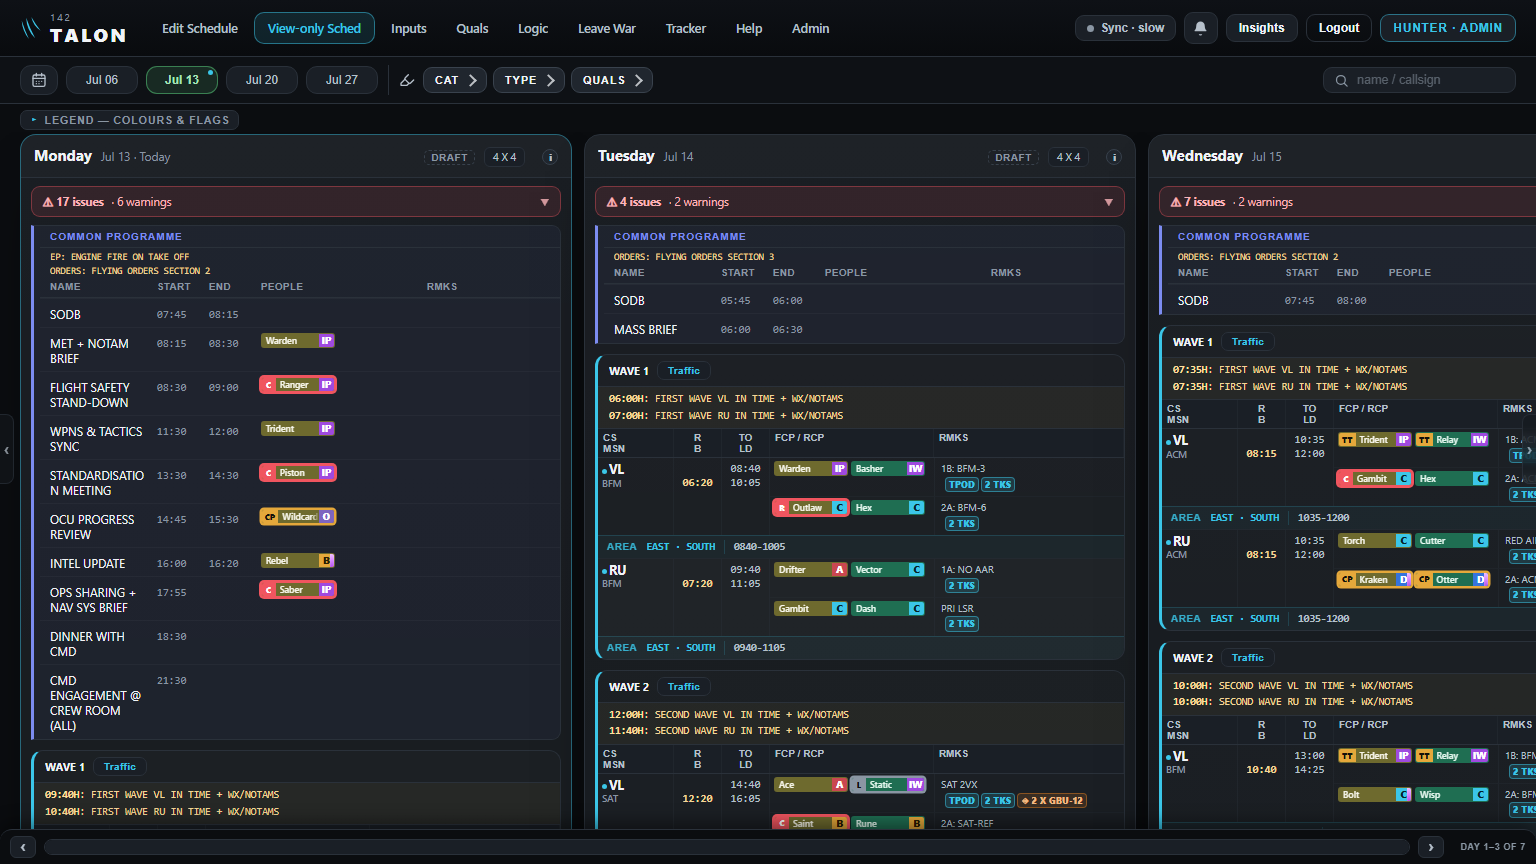 142
TALON
Edit Schedule
View-only Sched
Inputs
Quals
Logic
Leave War
Tracker
Help
Admin
Sync · slow
Insights
Logout
HUNTER · ADMIN
Jul 06
Jul 13
Jul 20
Jul 27
CAT
TYPE
QUALS
name / callsign
LEGEND — COLOURS & FLAGS
Monday Jul 13 · Today
DRAFT
4 X 4
17 issues · 6 warnings
COMMON PROGRAMME
EP: ENGINE FIRE ON TAKE OFF
ORDERS: FLYING ORDERS SECTION 2
NAME START END PEOPLE RMKS
SODB 07:45 08:15
MET + NOTAM BRIEF 08:15 08:30 Warden IP
FLIGHT SAFETY STAND-DOWN 08:30 09:00 C Ranger IP
WPNS & TACTICS SYNC 11:30 12:00 Trident IP
STANDARDISATIO
N MEETING 13:30 14:30 C Piston IP
OCU PROGRESS REVIEW 14:45 15:30 CP Wildcard O
INTEL UPDATE 16:00 16:20 Rebel B
OPS SHARING + NAV SYS BRIEF 17:55 C Saber IP
DINNER WITH CMD 18:30
CMD ENGAGEMENT @ CREW ROOM (ALL) 21:30
WAVE 1 Traffic
09:40H: FIRST WAVE VL IN TIME + WX/NOTAMS
10:40H: FIRST WAVE RU IN TIME + WX/NOTAMS
Tuesday Jul 14
DRAFT
4 X 4
4 issues · 2 warnings
COMMON PROGRAMME
ORDERS: FLYING ORDERS SECTION 3
NAME START END PEOPLE RMKS
SODB 05:45 06:00
MASS BRIEF 06:00 06:30
WAVE 1 Traffic
06:00H: FIRST WAVE VL IN TIME + WX/NOTAMS
07:00H: FIRST WAVE RU IN TIME + WX/NOTAMS
CS R TO FCP / RCP RMKS
MSN B LD
VL 08:40 Warden IP Basher IW 1B: BFM-3
BFM 06:20 10:05 TPOD 2 TKS
R Outlaw C Hex C 2A: BFM-6
2 TKS
AREA EAST · SOUTH 0840-1005
RU 09:40 Drifter A Vector C 1A: NO AAR
BFM 07:20 11:05 2 TKS
Gambit C Dash C PRI LSR
2 TKS
AREA EAST · SOUTH 0940-1105
WAVE 2 Traffic
12:00H: SECOND WAVE VL IN TIME + WX/NOTAMS
11:40H: SECOND WAVE RU IN TIME + WX/NOTAMS
CS R TO FCP / RCP RMKS
MSN B LD
VL 14:40 Ace A L Static IW SAT 2VX
SAT 12:20 16:05 TPOD 2 TKS 2 X GBU-12
C Saint B Rune B 2A: SAT-REF
Wednesday Jul 15
7 issues · 2 warnings
COMMON PROGRAMME
ORDERS: FLYING ORDERS SECTION 2
NAME START END PEOPLE
SODB 07:45 08:00
WAVE 1 Traffic
07:35H: FIRST WAVE VL IN TIME + WX/NOTAMS
07:35H: FIRST WAVE RU IN TIME + WX/NOTAMS
CS R TO FCP / RCP RMKS
MSN B LD
VL 10:35 TT Trident IP TT Relay IW 1B:
ACM 08:15 12:00
C Gambit C Hex C 2A:
2 TKS
AREA EAST · SOUTH 1035-1200
RU 10:35 Torch C Cutter C RED AI
ACM 08:15 12:00 2 TKS
CP Kraken D CP Otter D 2A: AC
2 TKS
AREA EAST · SOUTH 1035-1200
WAVE 2 Traffic
10:00H: SECOND WAVE VL IN TIME + WX/NOTAMS
10:00H: SECOND WAVE RU IN TIME + WX/NOTAMS
CS R TO FCP / RCP RMKS
MSN B LD
VL 13:00 TT Trident IP TT Relay IW 1B: BFM
BFM 10:40 14:25 2 TKS
Bolt C Wisp C 2A: BFM
2 TKS
DAY 1–3 OF 7